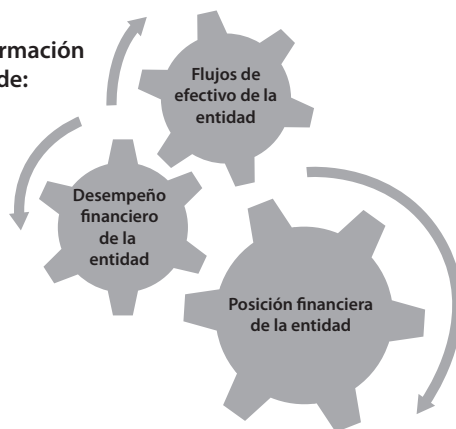 rmación
de:
Flujos de
efectivo de la
entidad
Desempeño
financiero
de la
entidad
Posición financiera
de la entidad